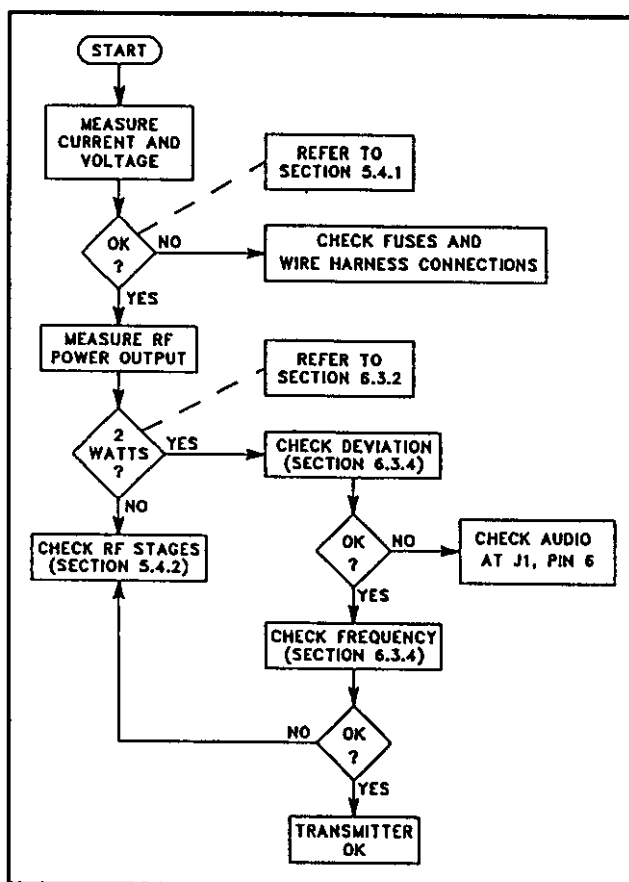 START
MEASURE
CURRENT AND
VOLTAGE
REFER TO
SECTION 5.4.1
OK
?
NO
CHECK FUSES AND
WIRE HARNESS CONNECTIONS
YES
MEASURE RF
POWER OUTPUT
REFER TO
SECTION 6.3.2
2
WATTS
?
YES
CHECK DEVIATION
(SECTION 6.3.4)
NO
CHECK RF STAGES
(SECTION 5.4.2)
OK
?
NO
CHECK AUDIO
AT J1, PIN 6
YES
CHECK FREQUENCY
(SECTION 6.3.4)
NO
OK
?
YES
TRANSMITTER
OK